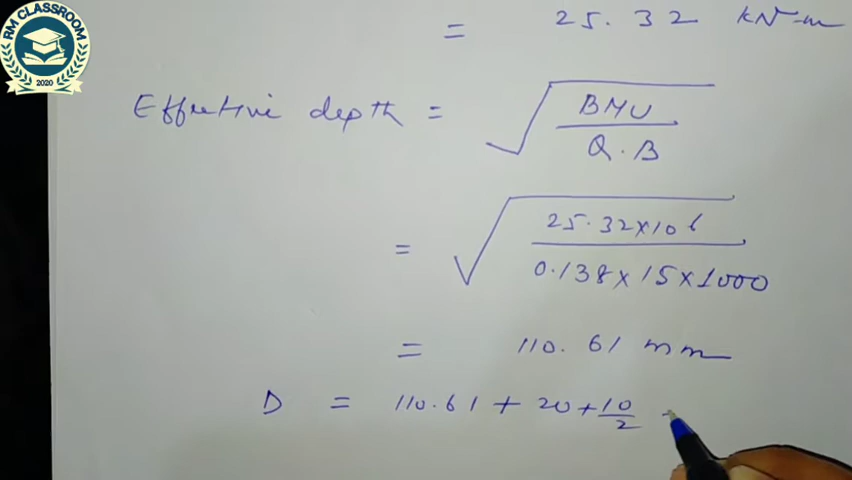 RM CLASSROOM
2020
= 25.32 kN-m
Effective depth = √(BMU / Q.B)
= √(25.32×10⁶ / 0.138×15×1000)
= 110.61 mm
D = 110.61 + 20 + 10/2